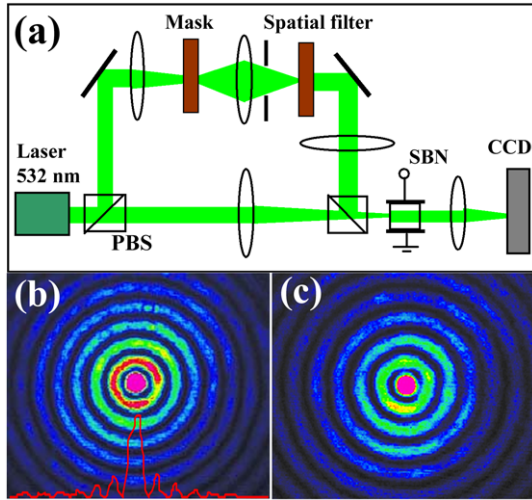 (a)
Mask
Spatial filter
Laser
532 nm
PBS
SBN
CCD
(b)
(c)